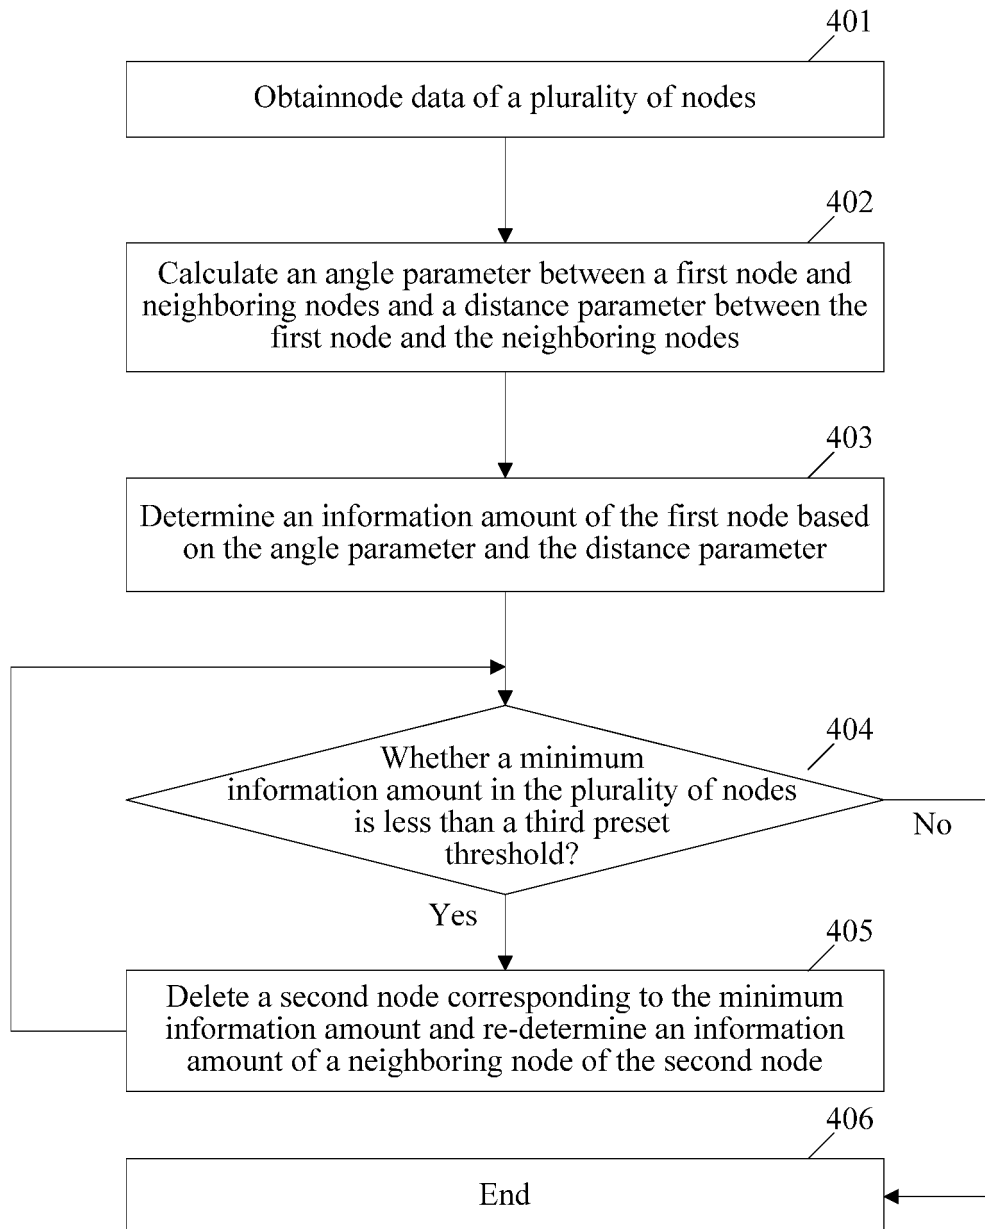 401
Obtainnode data of a plurality of nodes
402
Calculate an angle parameter between a first node and
neighboring nodes and a distance parameter between the
first node and the neighboring nodes
403
Determine an information amount of the first node based
on the angle parameter and the distance parameter
404
Whether a minimum
information amount in the plurality of nodes
is less than a third preset
threshold?
No
Yes
405
Delete a second node corresponding to the minimum
information amount and re-determine an information
amount of a neighboring node of the second node
406
End